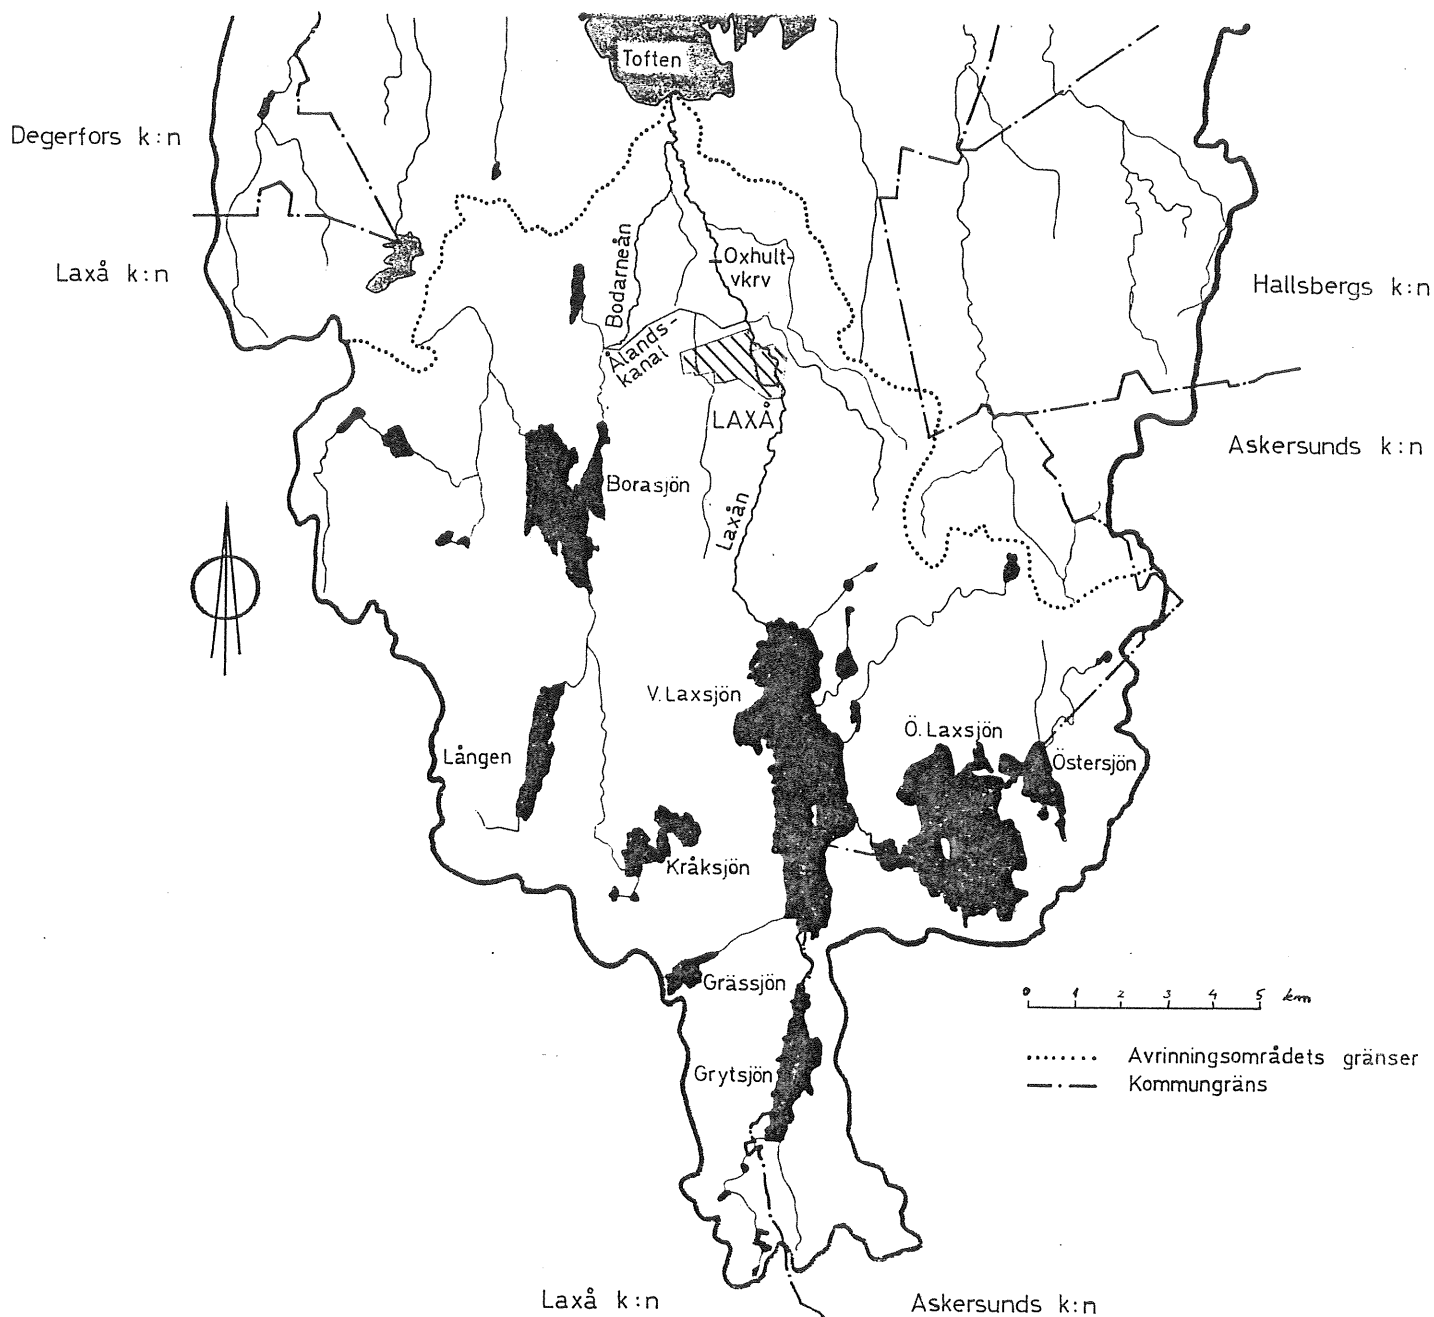 Toften
Degerfors k:n
Laxå k:n
Bodarneån
Oxhult-
vkrv
Hallsbergs k:n
Ålands-
kanal
LAXÅ
Askersunds k:n
Borasjön
Laxån
V. Laxsjön
Ö. Laxsjön
Östersjön
Lången
Kråksjön
Grässjön
0 1 2 3 4 5 km
Grytsjön
Avrinningsområdets gränser
Kommungräns
Laxå k:n
Askersunds k:n